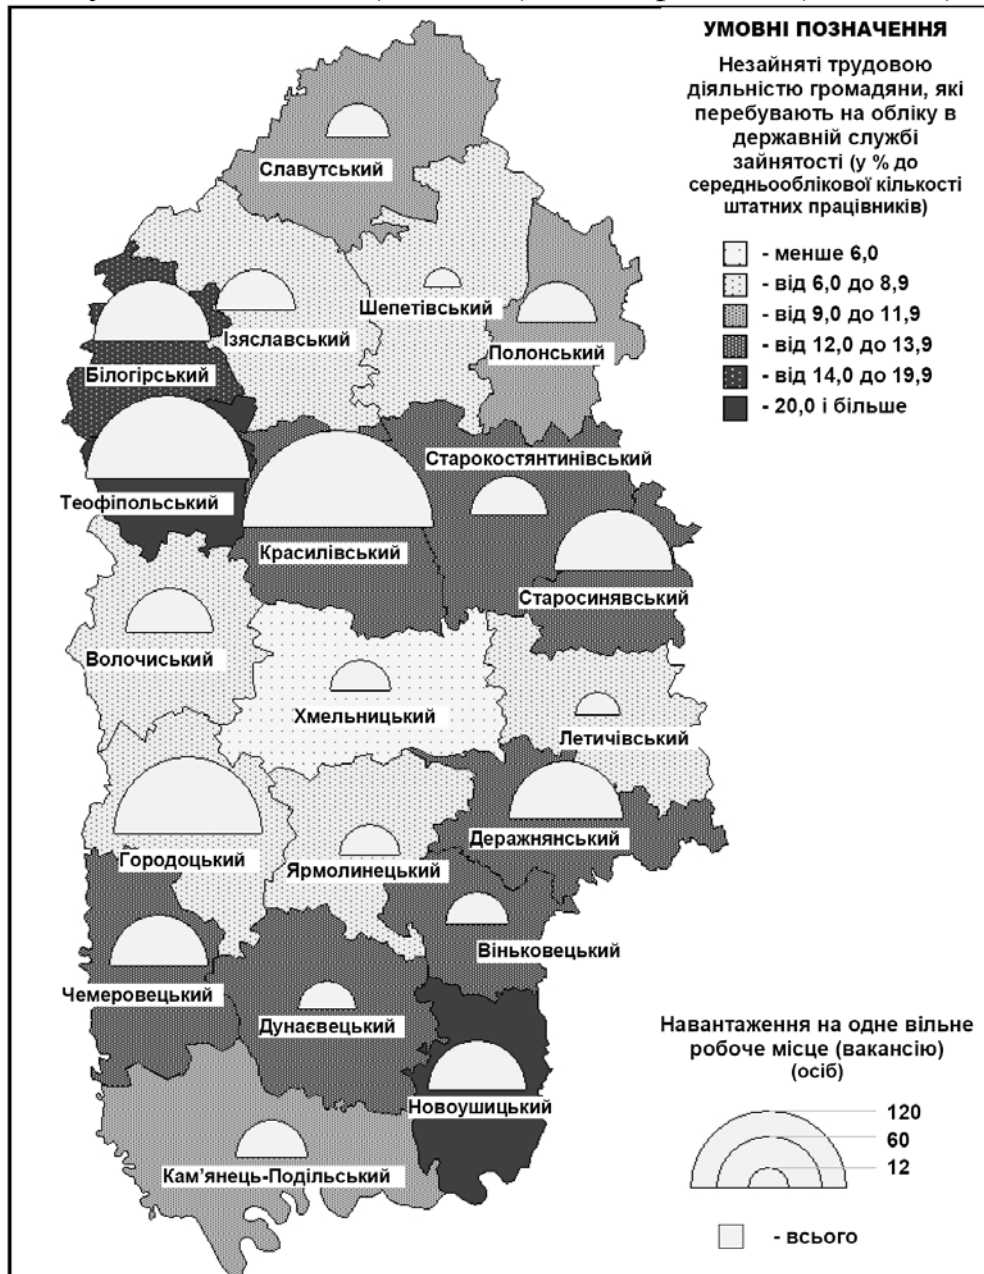 УМОВНІ ПОЗНАЧЕННЯ
Незайняті трудовою
діяльністю громадяни, які
перебувають на обліку в
державній службі
зайнятості (у % до
середньооблікової кількості
штатних працівників)
- менше 6,0
- від 6,0 до 8,9
- від 9,0 до 11,9
- від 12,0 до 13,9
- від 14,0 до 19,9
- 20,0 і більше
Славутський
Шепетівський
Ізяславський
Полонський
Білогірський
Старокостянтинівський
Теофіпольський
Красилівський
Старосинявський
Волочиський
Хмельницький
Летичівський
Деражнянський
Городоцький
Ярмолинецький
Віньковецький
Чемеровецький
Дунаєвецький
Новоушицький
Кам’янець-Подільський
Навантаження на одне вільне
робоче місце (вакансію)
(осіб)
120
60
12
- всього